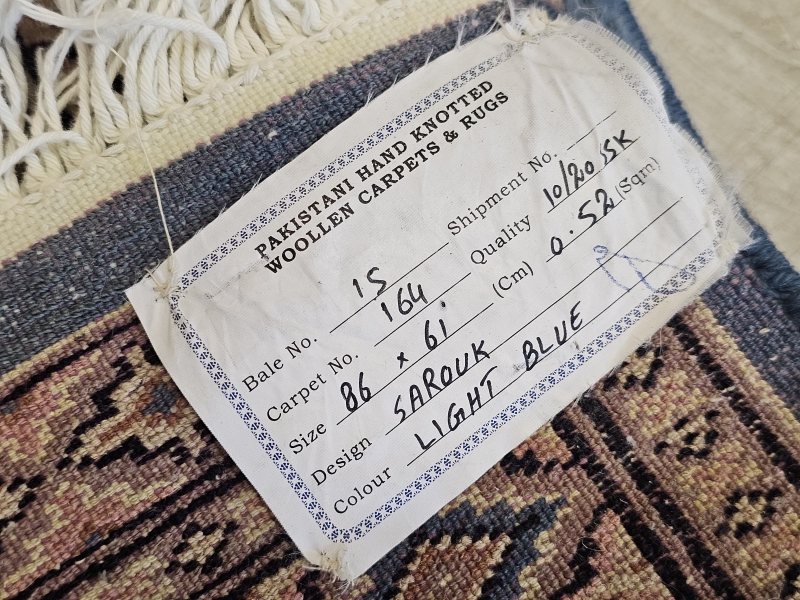 PAKISTANI HAND KNOTTED
WOOLLEN CARPETS & RUGS
Bale No. 15 Shipment No.
Carpet No. 164 Quality 10/20 SK
Size 86 x 61 (Cm) 0.52 (Sqm)
Design SAROUK
Colour LIGHT BLUE